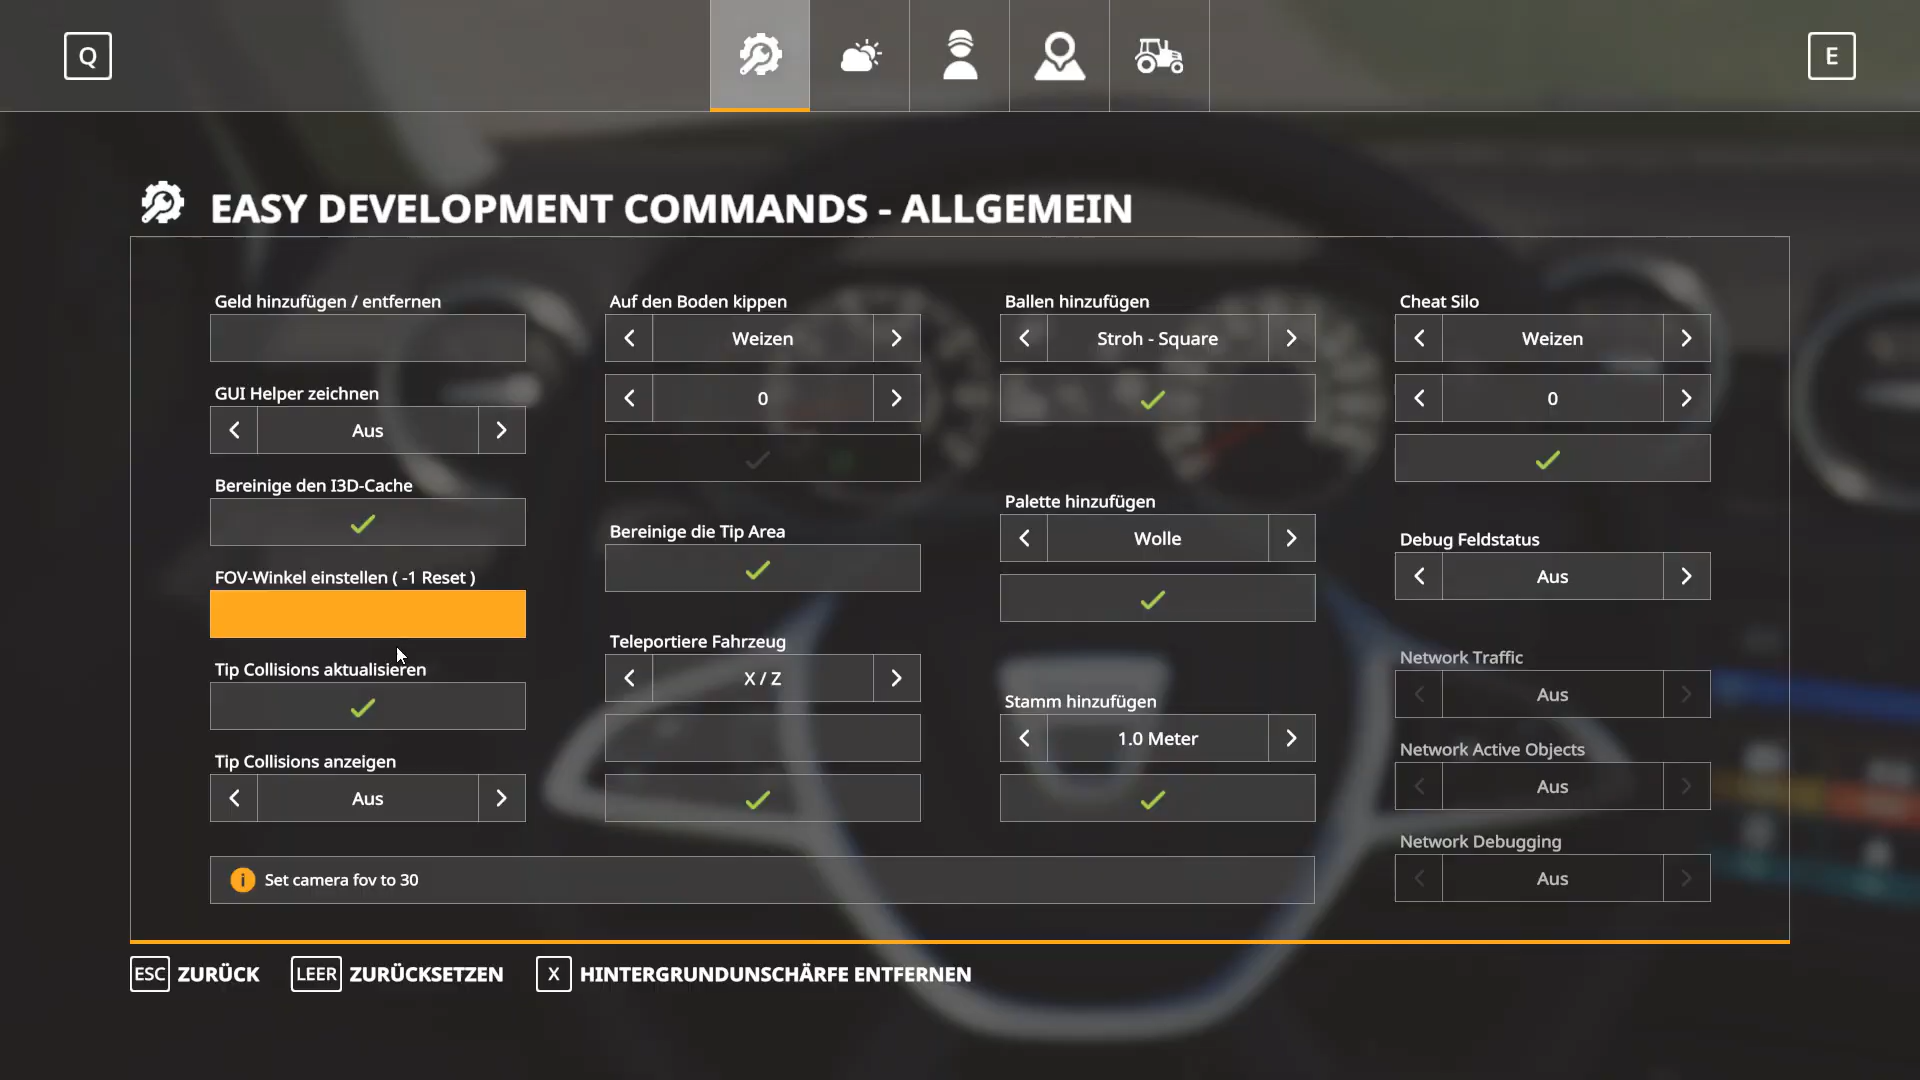 Q
E
EASY DEVELOPMENT COMMANDS - ALLGEMEIN
Geld hinzufügen / entfernen
GUI Helper zeichnen
Aus
Bereinige den I3D-Cache
FOV-Winkel einstellen ( -1 Reset )
Tip Collisions aktualisieren
Tip Collisions anzeigen
Aus
Auf den Boden kippen
Weizen
0
Bereinige die Tip Area
Teleportiere Fahrzeug
X / Z
Ballen hinzufügen
Stroh - Square
Palette hinzufügen
Wolle
Stamm hinzufügen
1.0 Meter
Cheat Silo
Weizen
0
Debug Feldstatus
Aus
Network Traffic
Aus
Network Active Objects
Aus
Network Debugging
Aus
Set camera fov to 30
ESC ZURÜCK LEER ZURÜCKSETZEN X HINTERGRUNDUNSCHÄRFE ENTFERNEN